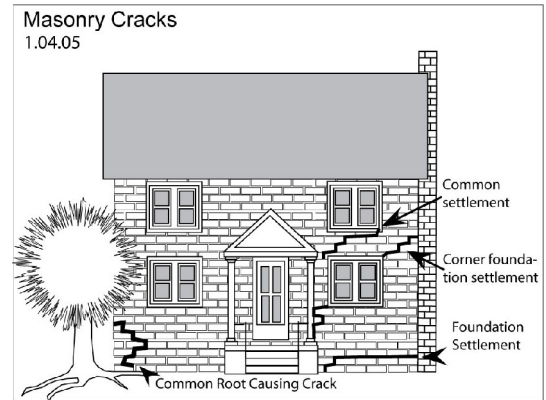 Masonry Cracks
1.04.05
Common
settlement
Corner founda-
tion settlement
Foundation
Settlement
Common Root Causing Crack